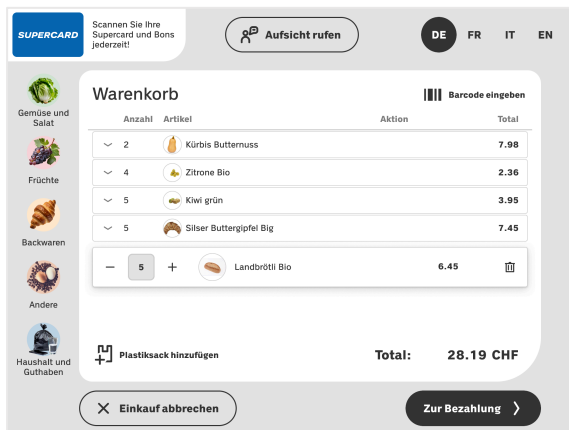 SUPERCARD
Scannen Sie Ihre
Supercard und Bons
jederzeit!
Aufsicht rufen
DE FR IT EN
Gemüse und
Salat
Früchte
Backwaren
Andere
Haushalt und
Guthaben
Warenkorb
Barcode eingeben
Anzahl Artikel Aktion Total
2 Kürbis Butternuss 7.98
4 Zitrone Bio 2.36
5 Kiwi grün 3.95
5 Silser Buttergipfel Big 7.45
− 5 + Landbrötli Bio 6.45
Plastiksack hinzufügen
Total: 28.19 CHF
Einkauf abbrechen
Zur Bezahlung